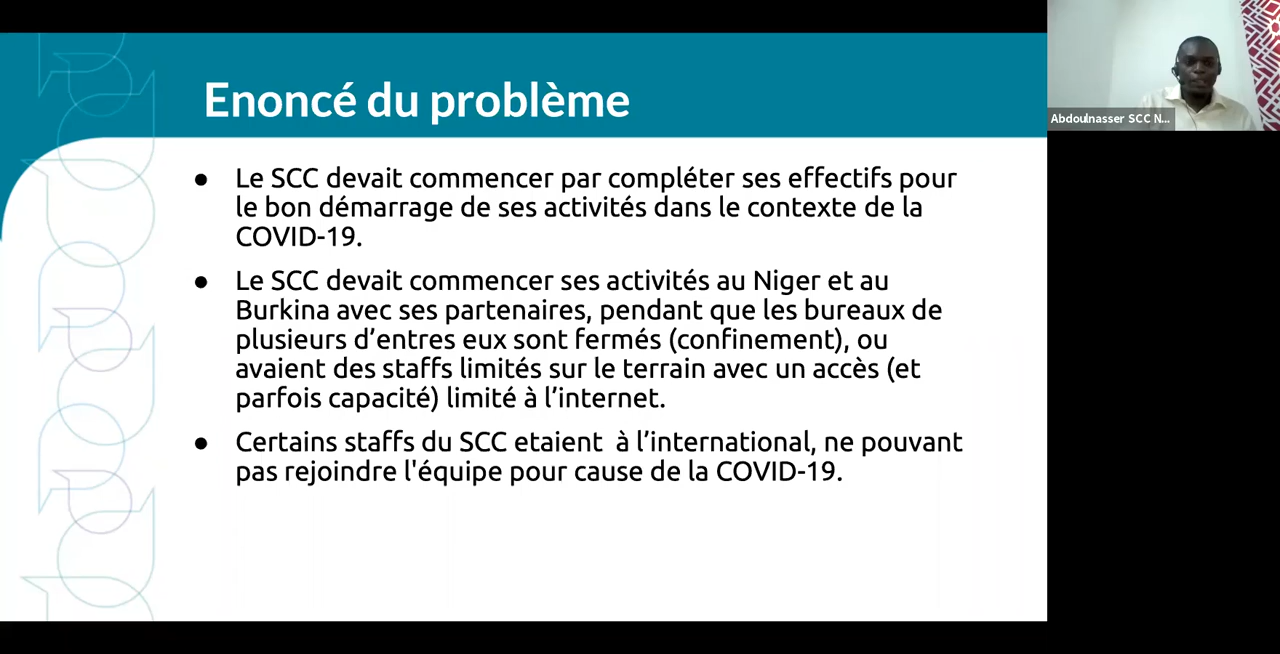 Enoncé du problème
● Le SCC devait commencer par compléter ses effectifs pour
le bon démarrage de ses activités dans le contexte de la
COVID-19.
● Le SCC devait commencer ses activités au Niger et au
Burkina avec ses partenaires, pendant que les bureaux de
plusieurs d’entres eux sont fermés (confinement), ou
avaient des staffs limités sur le terrain avec un accès (et
parfois capacité) limité à l’internet.
● Certains staffs du SCC etaient à l’international, ne pouvant
pas rejoindre l'équipe pour cause de la COVID-19.
Abdoulnasser SCC N...